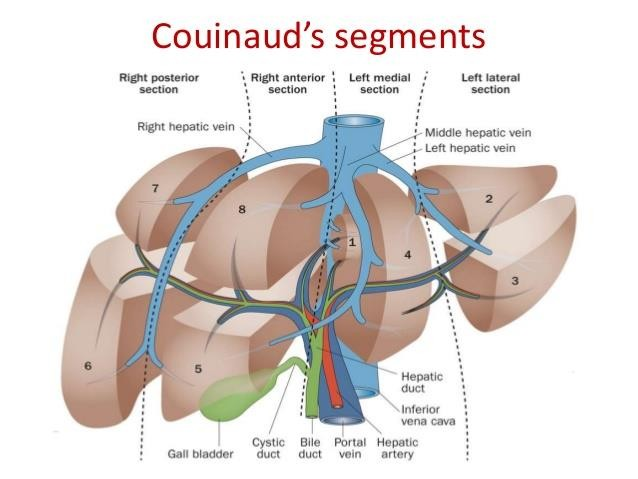 Couinaud's segments
Right posterior
section
Right anterior
section
Left medial
section
Left lateral
section
Right hepatic vein
Middle hepatic vein
Left hepatic vein
7
8
1
2
4
3
6
5
Hepatic
duct
Inferior
vena cava
Gall bladder
Cystic
duct
Bile
duct
Portal
vein
Hepatic
artery